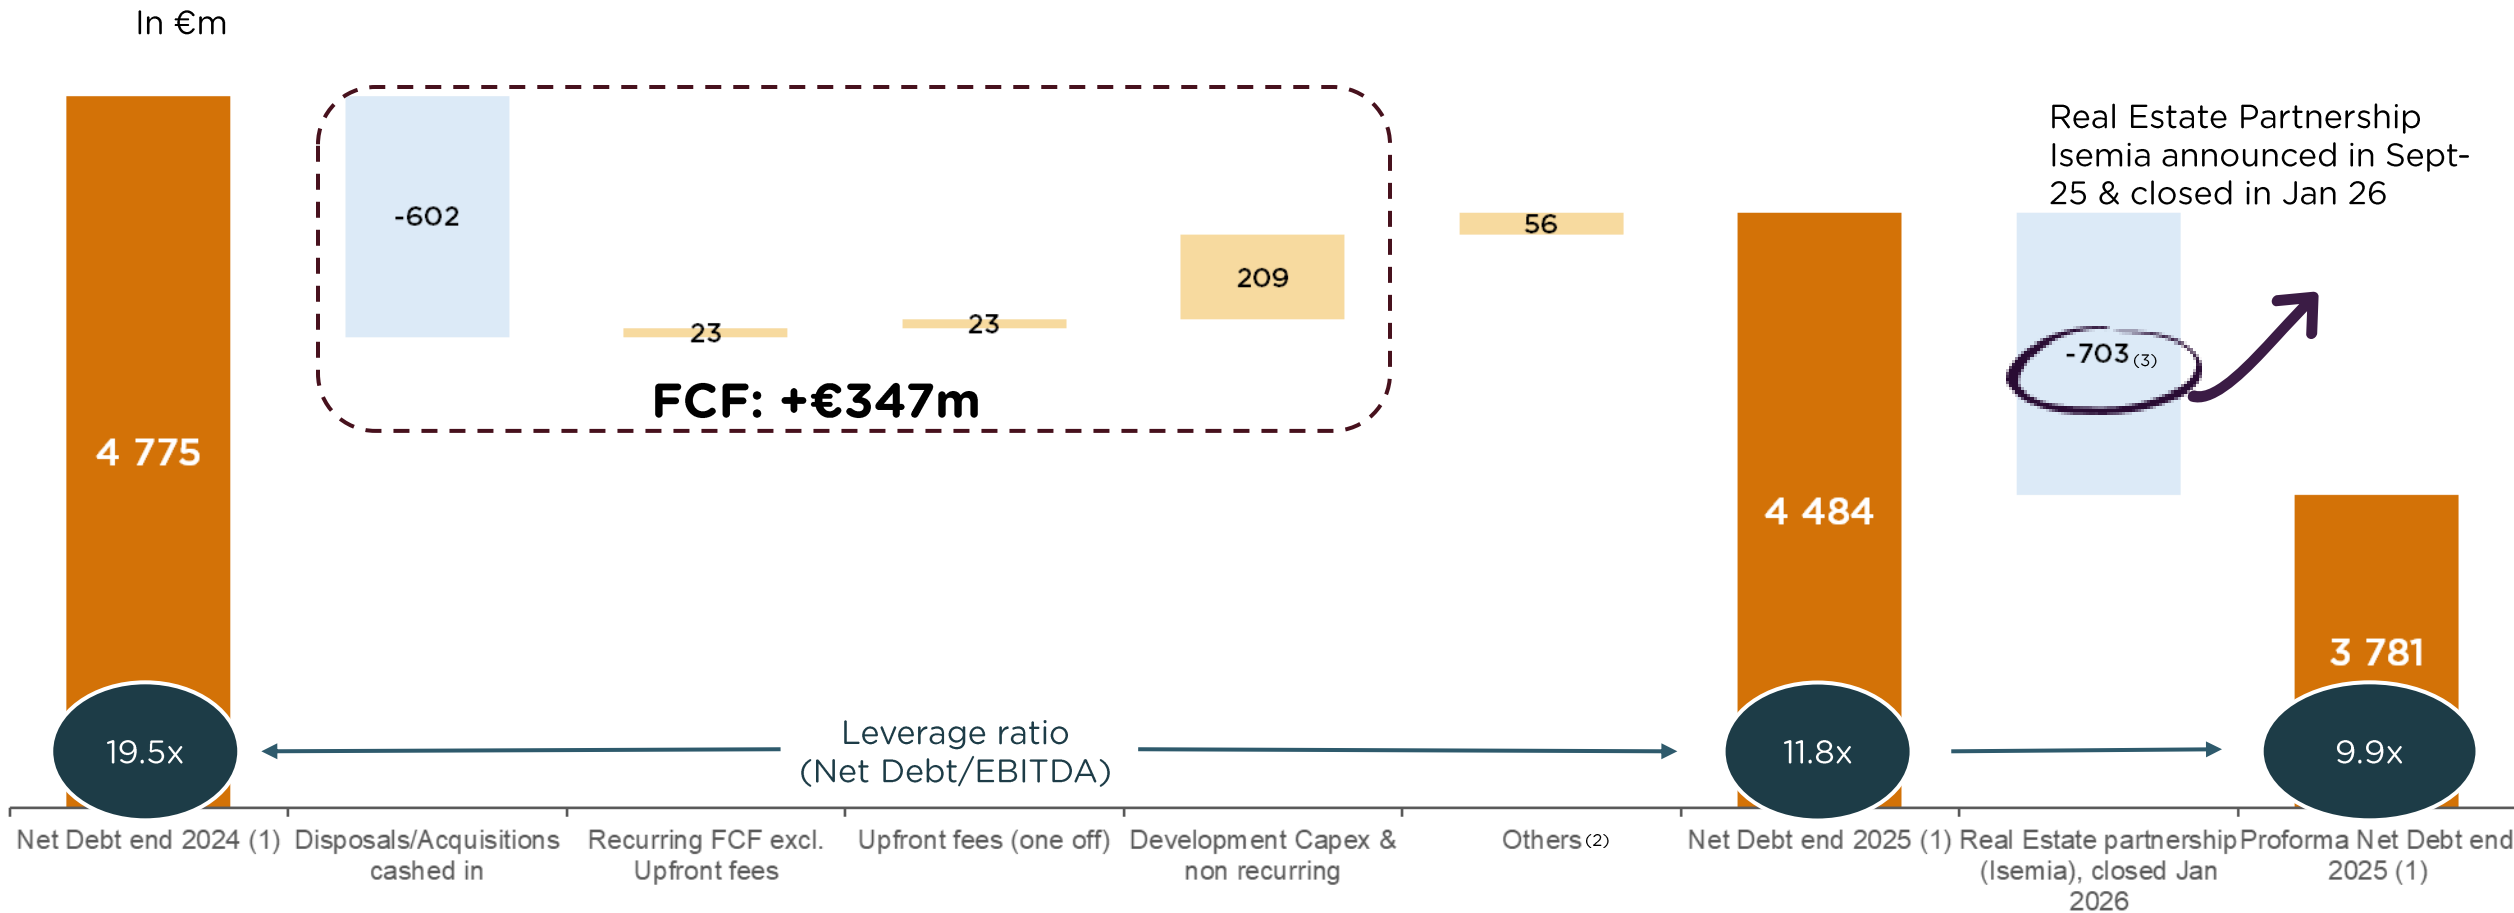 In €m
Real Estate Partnership
Isemia announced in Sept-
25 & closed in Jan 26
-602
56
209
23
23
-703 (3)
FCF: +€347m
4 775
4 484
3 781
Leverage ratio
(Net Debt/EBITDA)
19.5x
11.8x
9.9x
Net Debt end 2024 (1)
Disposals/Acquisitions
cashed in
Recurring FCF excl.
Upfront fees
Upfront fees (one off)
Development Capex &
non recurring
Others (2)
Net Debt end 2025 (1)
Real Estate partnership
(Isemia), closed Jan
2026
Proforma Net Debt end
2025 (1)